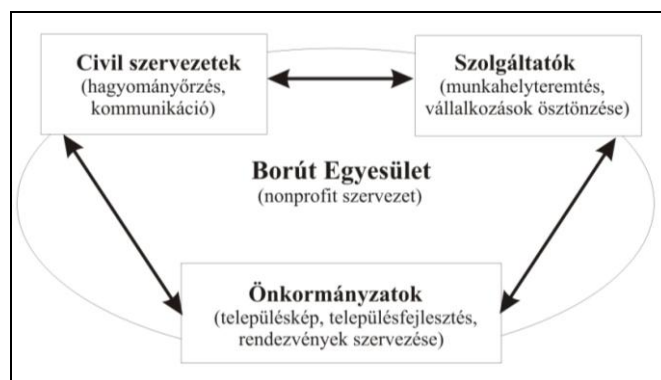 Civil szervezetek
(hagyományőrzés,
kommunikáció)
Szolgáltatók
(munkahelyteremtés,
vállalkozások ösztönzése)
Borút Egyesület
(nonprofit szervezet)
Önkormányzatok
(településkép, településfejlesztés,
rendezvények szervezése)